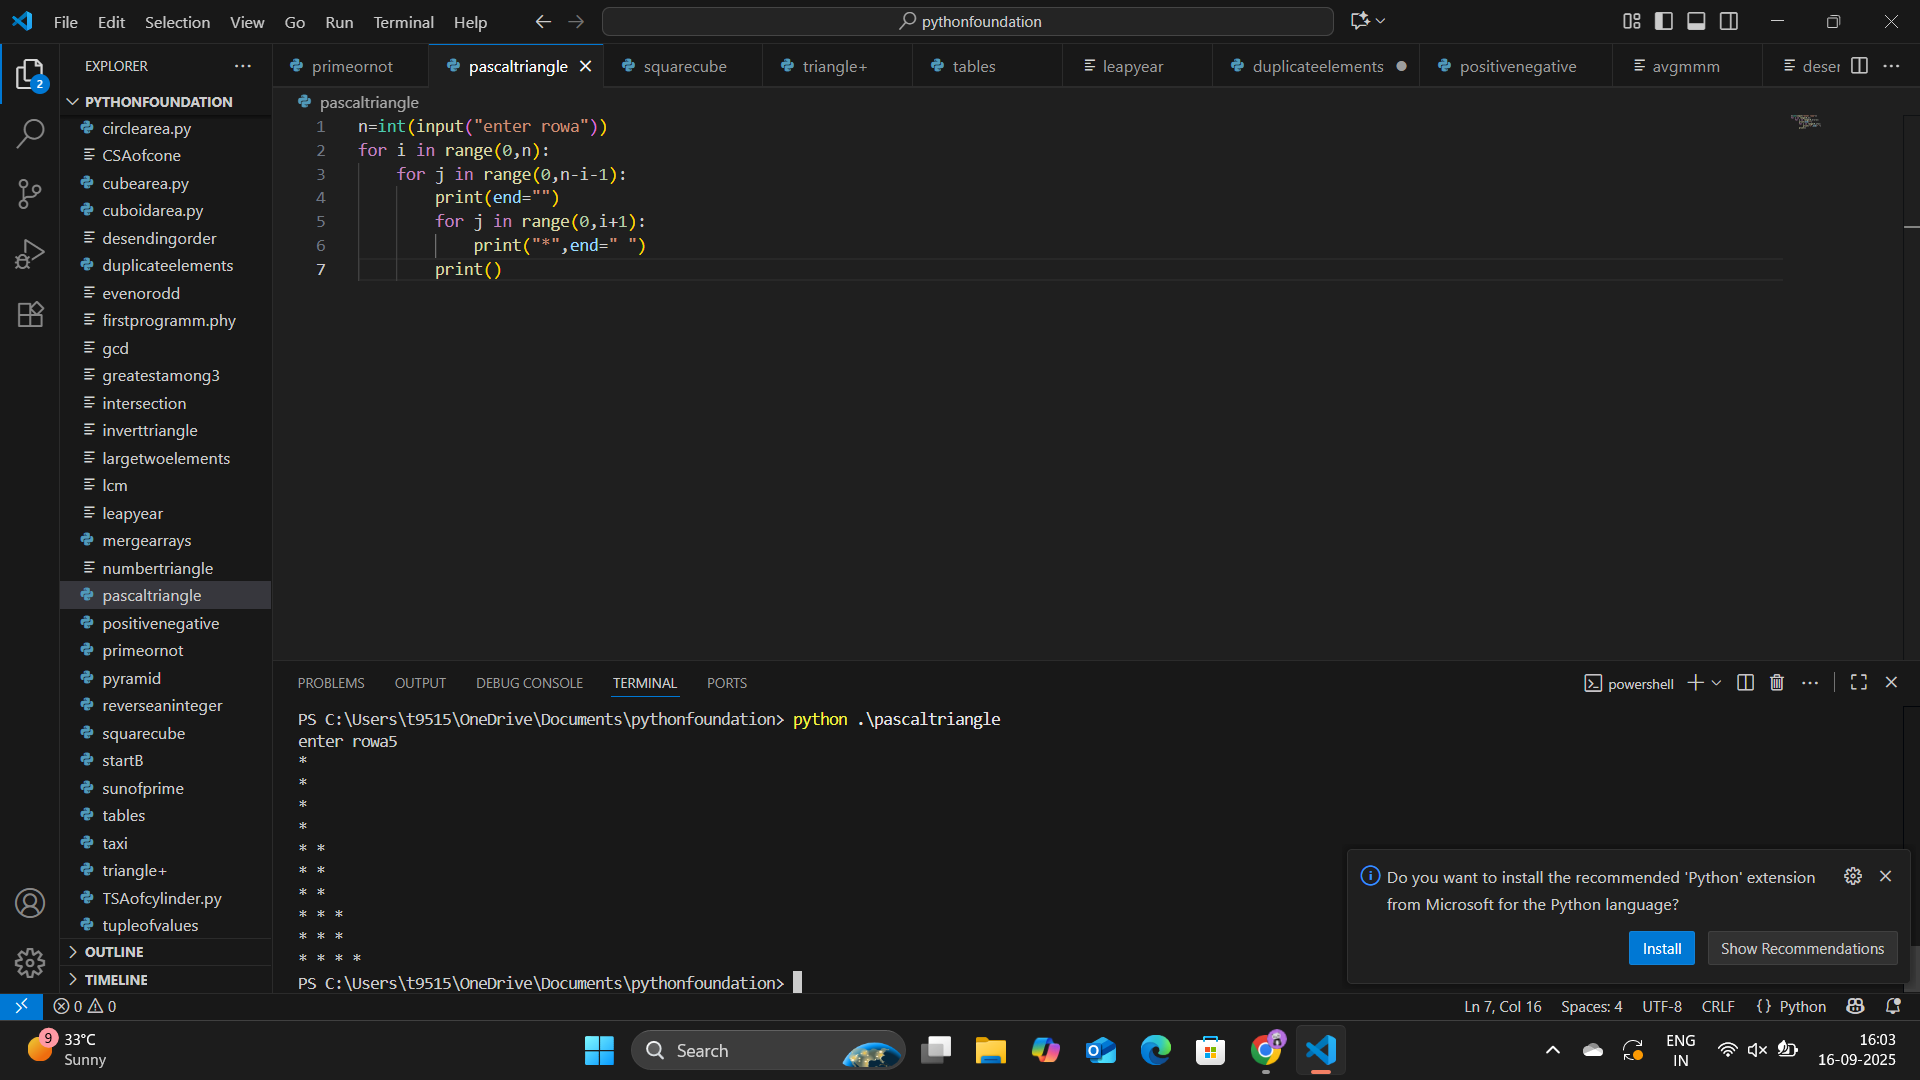 File Edit Selection View Go Run Terminal Help
pythonfoundation
EXPLORER
2
PYTHONFOUNDATION
circlearea.py
CSAofcone
cubearea.py
cuboidarea.py
desendingorder
duplicateelements
evenorodd
firstprogramm.phy
gcd
greatestamong3
intersection
inverttriangle
largetwoelements
lcm
leapyear
mergearrays
numbertriangle
pascaltriangle
positivenegative
primeornot
pyramid
reverseaninteger
squarecube
startB
sunofprime
tables
taxi
triangle+
TSAofcylinder.py
tupleofvalues
OUTLINE
TIMELINE
primeornot pascaltriangle squarecube triangle+ tables leapyear duplicateelements positivenegative avgmmm deser
pascaltriangle
1 n=int(input("enter rowa"))
2 for i in range(0,n):
3 for j in range(0,n-i-1):
4 print(end="")
5 for j in range(0,i+1):
6 print("*",end=" ")
7 print()
PROBLEMS OUTPUT DEBUG CONSOLE TERMINAL PORTS
powershell
PS C:\Users\t9515\OneDrive\Documents\pythonfoundation> python .\pascaltriangle
enter rowa5
*
*
*
*
* *
* *
* *
* * *
* * *
* * * *
PS C:\Users\t9515\OneDrive\Documents\pythonfoundation>
Do you want to install the recommended 'Python' extension
from Microsoft for the Python language?
Install Show Recommendations
0 0
Ln 7, Col 16 Spaces: 4 UTF-8 CRLF {} Python
9
33°C
Sunny
Search
ENG
IN
16:03
16-09-2025